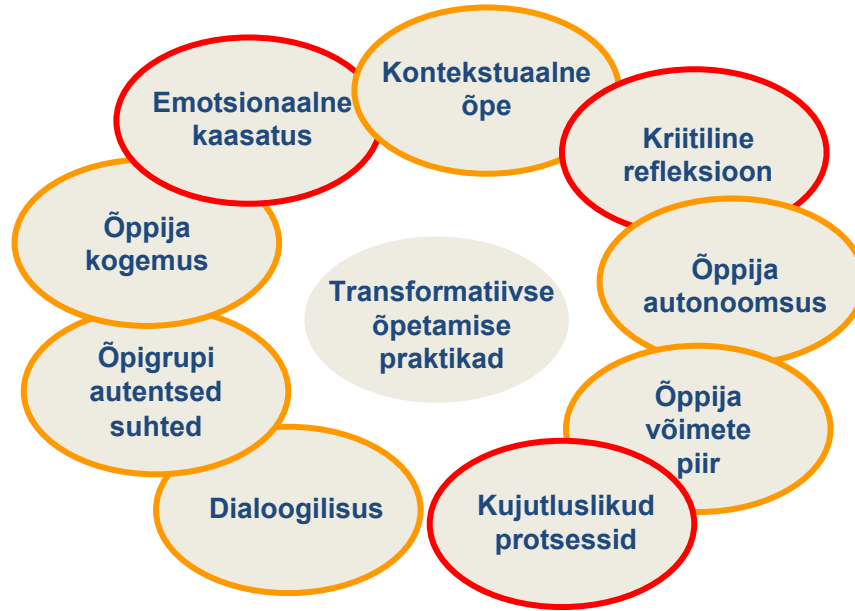 Kontekstuaalne
õpe
Emotsionaalne
kaasatus
Kriitiline
refleksioon
Õppija
kogemus
Õppija
autonoomsus
Transformatiivse
õpetamise
praktikad
Õpigrupi
autentsed
suhted
Õppija
võimete
piir
Dialoogilisus
Kujutluslikud
protsessid